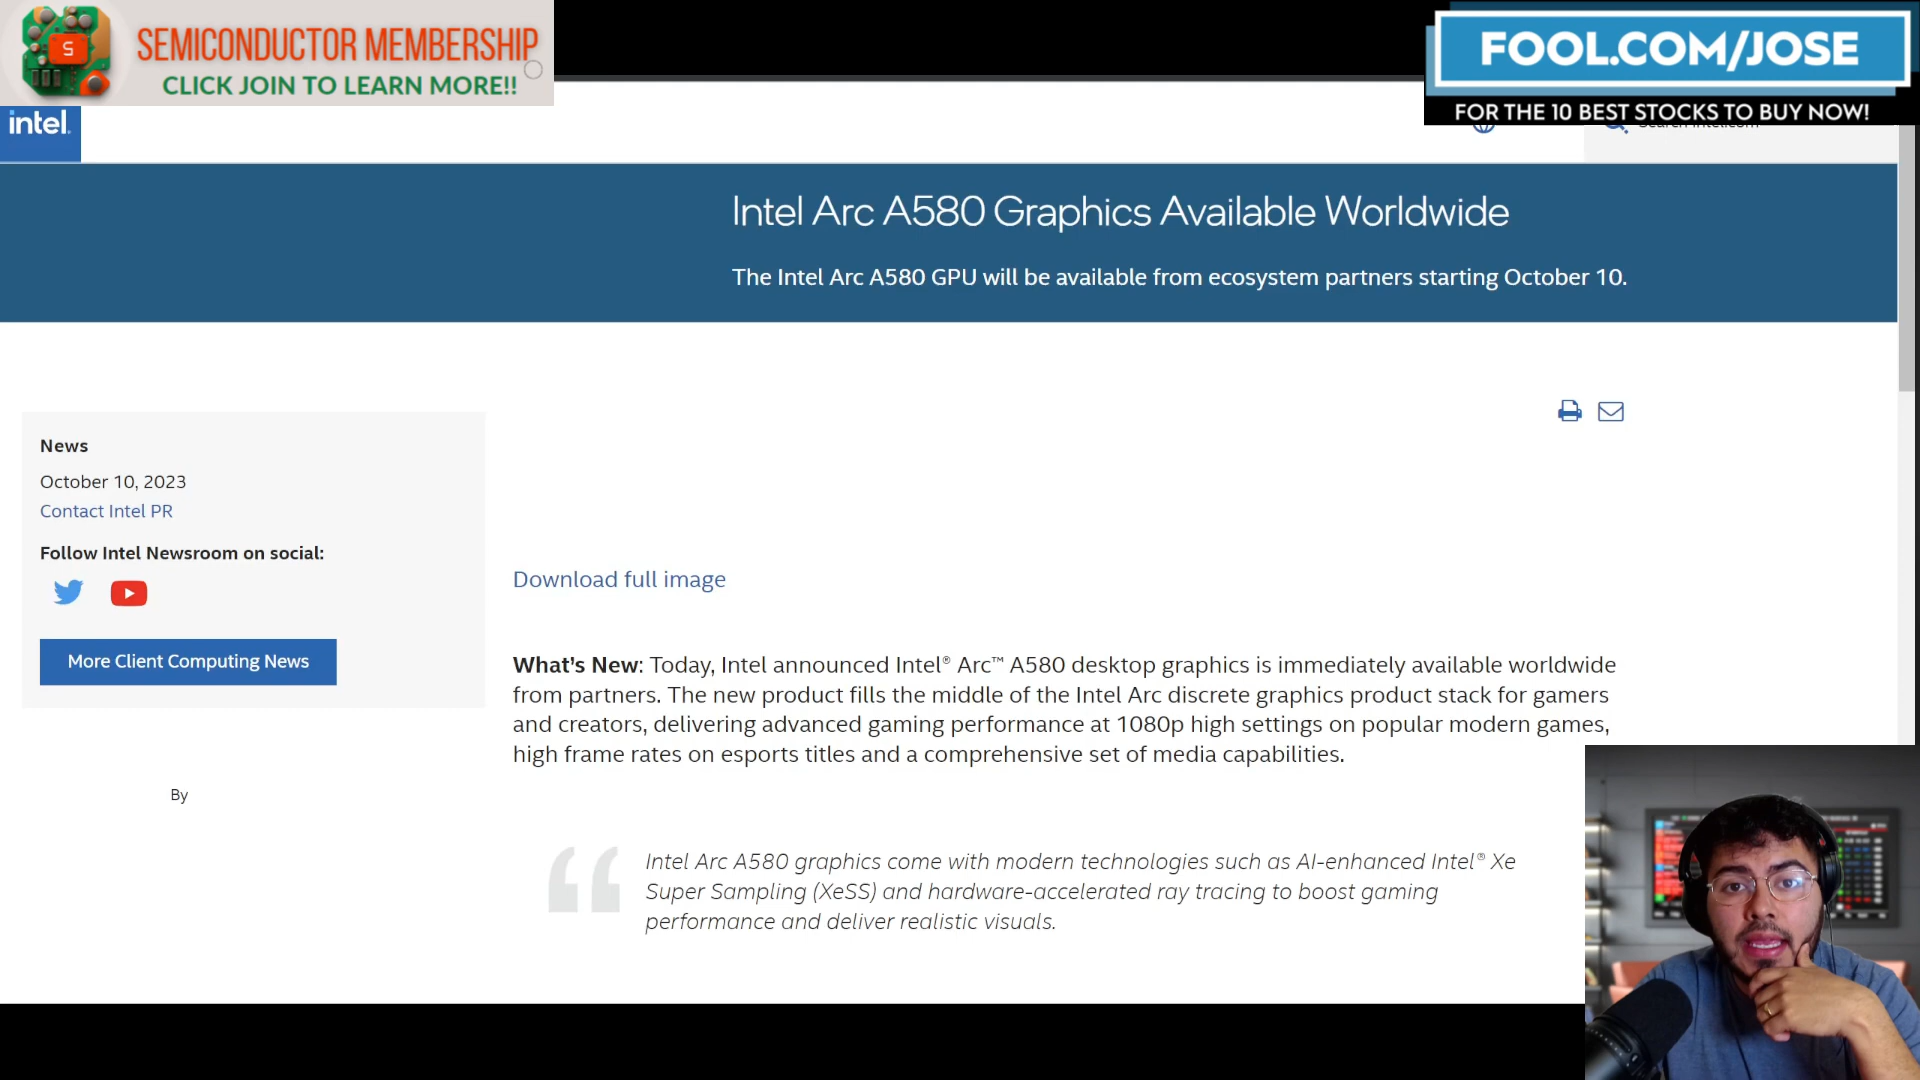 SEMICONDUCTOR MEMBERSHIP
CLICK JOIN TO LEARN MORE!!
S
FOOL.COM/JOSE
FOR THE 10 BEST STOCKS TO BUY NOW!
intel.
Search Intel.com
Intel Arc A580 Graphics Available Worldwide
The Intel Arc A580 GPU will be available from ecosystem partners starting October 10.
News
October 10, 2023
Contact Intel PR
Follow Intel Newsroom on social:
More Client Computing News
By
Download full image
What's New: Today, Intel announced Intel® Arc™ A580 desktop graphics is immediately available worldwide
from partners. The new product fills the middle of the Intel Arc discrete graphics product stack for gamers
and creators, delivering advanced gaming performance at 1080p high settings on popular modern games,
high frame rates on esports titles and a comprehensive set of media capabilities.
Intel Arc A580 graphics come with modern technologies such as AI-enhanced Intel® Xe
Super Sampling (XeSS) and hardware-accelerated ray tracing to boost gaming
performance and deliver realistic visuals.